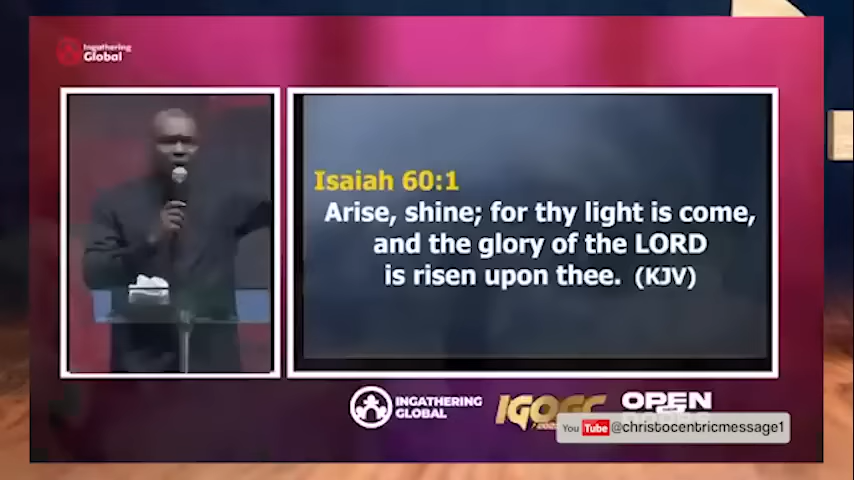 Ingathering
Global
Isaiah 60:1
Arise, shine; for thy light is come,
and the glory of the LORD
is risen upon thee. (KJV)
INGATHERING
GLOBAL
IGOGC
OPEN
You Tube @christocentricmessage1